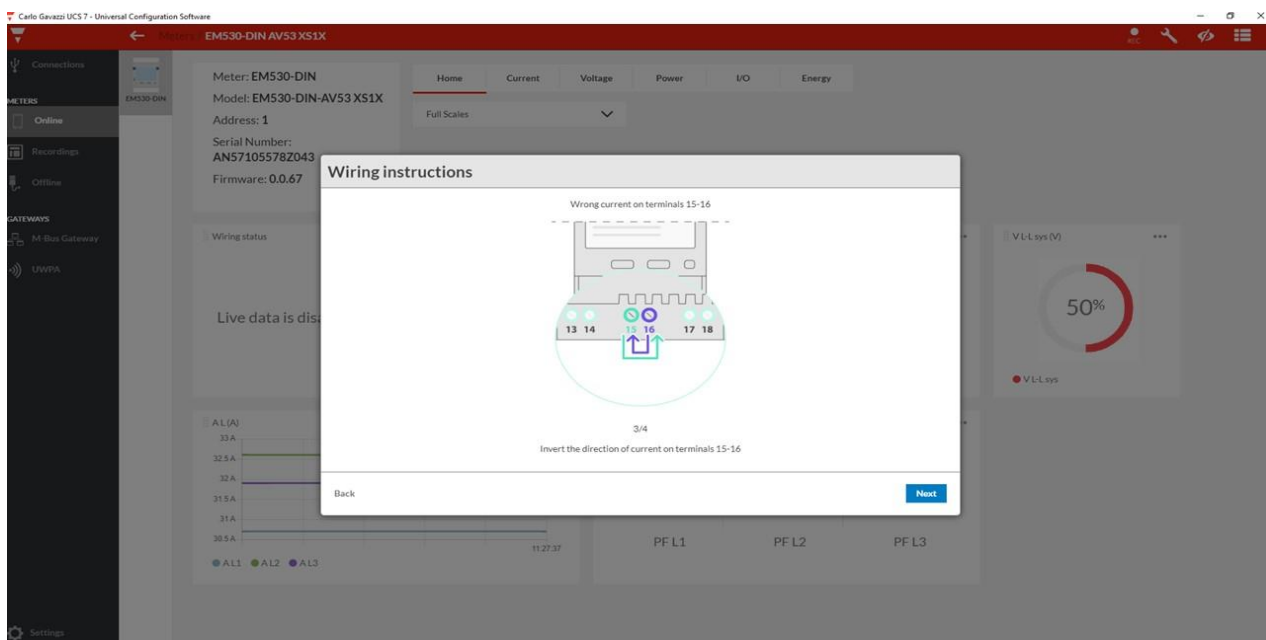 Carlo Gavazzi UCS 7 - Universal Configuration Software
Meters / EM530-DIN AV53 XS1X
REC
Connections
METERS
Online
Recordings
Offline
GATEWAYS
M-Bus Gateway
UWPA
Settings
EM530-DIN
Meter: EM530-DIN
Model: EM530-DIN-AV53 XS1X
Address: 1
Serial Number:
AN57105578Z043
Firmware: 0.0.67
Home Current Voltage Power I/O Energy
Full Scales
Wiring status
Live data is
Wiring instructions
Wrong current on terminals 15-16
13 14 15 16 17 18
3/4
Invert the direction of current on terminals 15-16
Back Next
V L-L sys (V)
50%
V L-L sys
A L (A)
33 A
32.5 A
32 A
31.5 A
31 A
30.5 A
11:27:37
A L1 A L2 A L3
PF L1 PF L2 PF L3